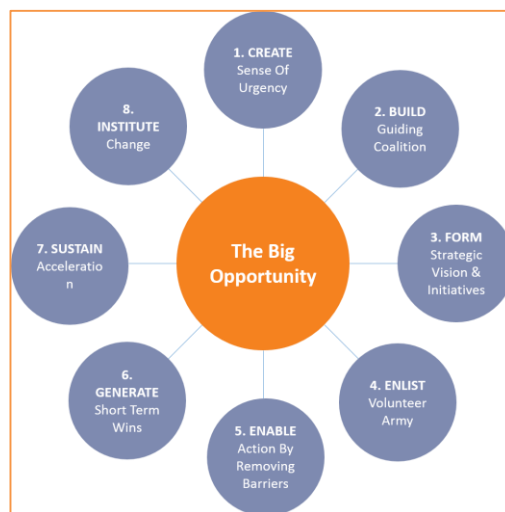 1. CREATE
Sense Of
Urgency
2. BUILD
Guiding
Coalition
3. FORM
Strategic
Vision &
Initiatives
4. ENLIST
Volunteer
Army
5. ENABLE
Action By
Removing
Barriers
6.
GENERATE
Short Term
Wins
7. SUSTAIN
Acceleratio
n
8.
INSTITUTE
Change
The Big
Opportunity